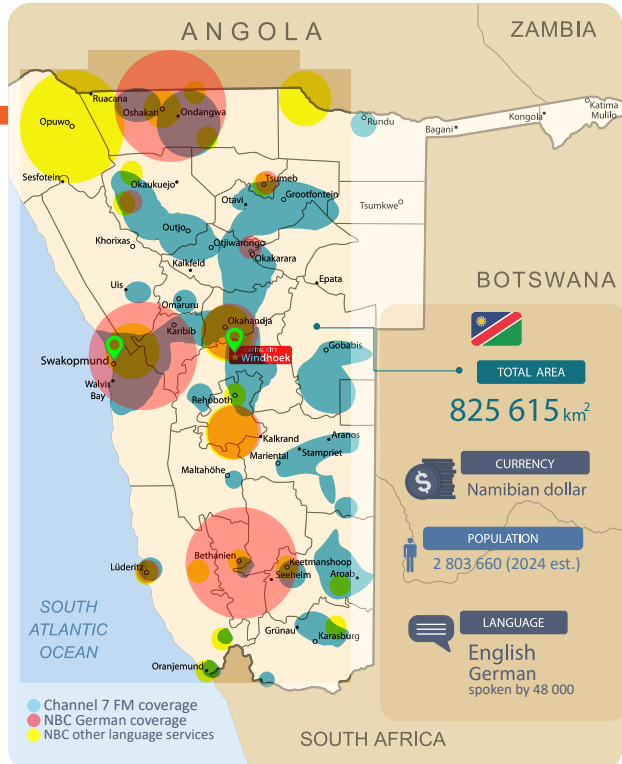 ANGOLA
ZAMBIA
Ruacana
Oshakati
Ondangwa
Opuwo
Rundu
Bagani
Kongola
Katima
Mulilo
Sesfotein
Okaukuejo
Tsumeb
Otavi
Grootfontein
Tsumkwe
Outjo
Khorixas
Otjiwarongo
Okakarara
Kalkfeld
Epata
Uis
Omaruru
BOTSWANA
Karibib
Okahandja
CAPITAL CITY
Windhoek
Gobabis
Swakopmund
Walvis
Bay
TOTAL AREA
825 615 km²
Rehoboth
Kalkrand
Aranos
Mariental
Stampriet
Maltahöhe
CURRENCY
$
Namibian dollar
POPULATION
2 803 660 (2024 est.)
Bethanien
Keetmanshoop
Seehelm
Aroab
Lüderitz
LANGUAGE
English
German
spoken by 48 000
SOUTH
ATLANTIC
OCEAN
Grünau
Karasburg
Oranjemund
Channel 7 FM coverage
NBC German coverage
NBC other language services
SOUTH AFRICA